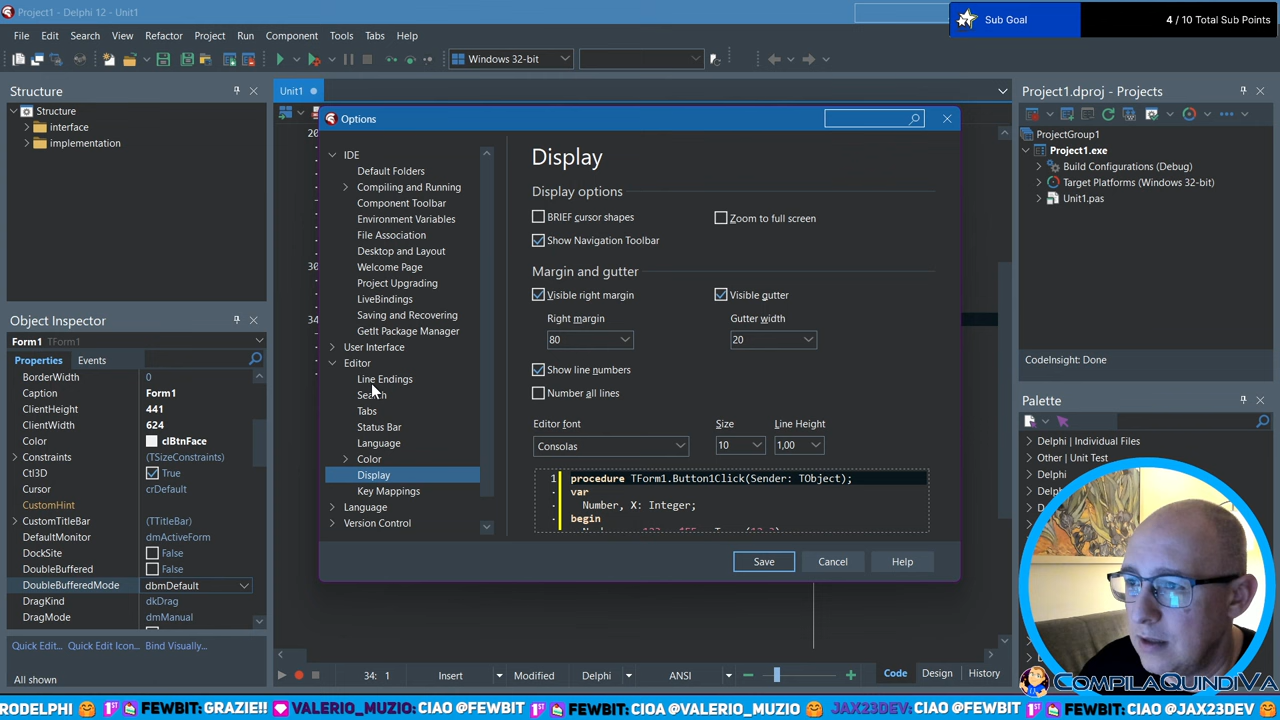 Project1 - Delphi 12 - Unit1
Sub Goal
4 / 10 Total Sub Points
File Edit Search View Refactor Project Run Component Tools Tabs Help
Windows 32-bit
Structure
Structure
interface
implementation
Unit1
20
30
34
Options
IDE
Default Folders
Compiling and Running
Component Toolbar
Environment Variables
File Association
Desktop and Layout
Welcome Page
Project Upgrading
LiveBindings
Saving and Recovering
GetIt Package Manager
User Interface
Editor
Line Endings
Search
Tabs
Status Bar
Language
Color
Display
Key Mappings
Language
Version Control
Display
Display options
BRIEF cursor shapes
Zoom to full screen
Show Navigation Toolbar
Margin and gutter
Visible right margin
Visible gutter
Right margin
Gutter width
80
20
Show line numbers
Number all lines
Editor font
Size
Line Height
Consolas
10
1,00
1 procedure TForm1.Button1Click(Sender: TObject);
var
Number, X: Integer;
begin
Save
Cancel
Help
Project1.dproj - Projects
ProjectGroup1
Project1.exe
Build Configurations (Debug)
Target Platforms (Windows 32-bit)
Unit1.pas
CodeInsight: Done
Palette
Delphi | Individual Files
Other | Unit Test
Delphi
Delphi
Delphi
Object Inspector
Form1 TForm1
Properties Events
BorderWidth 0
Caption Form1
ClientHeight 441
ClientWidth 624
Color clBtnFace
Constraints (TSizeConstraints)
Ctl3D True
Cursor crDefault
CustomHint
CustomTitleBar (TTitleBar)
DefaultMonitor dmActiveForm
DockSite False
DoubleBuffered False
DoubleBufferedMode dbmDefault
DragKind dkDrag
DragMode dmManual
Quick Edit... Quick Edit Icon... Bind Visually...
All shown
34: 1 Insert Modified Delphi ANSI Code Design History
COMPILAQUINDIVA
RODELPHI FEWBIT: GRAZIE!! VALERIO_MUZIO: CIAO @FEWBIT 1st FEWBIT: CIOA @VALERIO_MUZIO 1st JAX23DEV: CIAO @FEWBIT 1st FEWBIT: CIAO